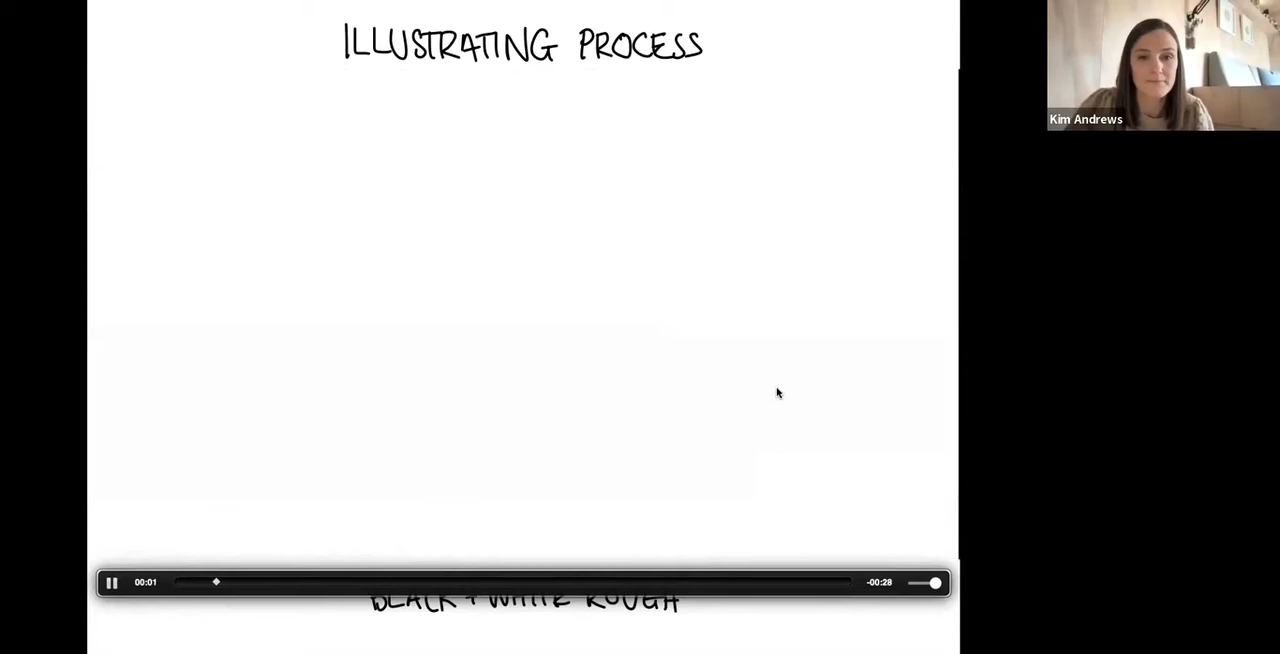 ILLUSTRATING PROCESS
Kim Andrews
00:01
-00:28
BLACK + WHITE ROUGH